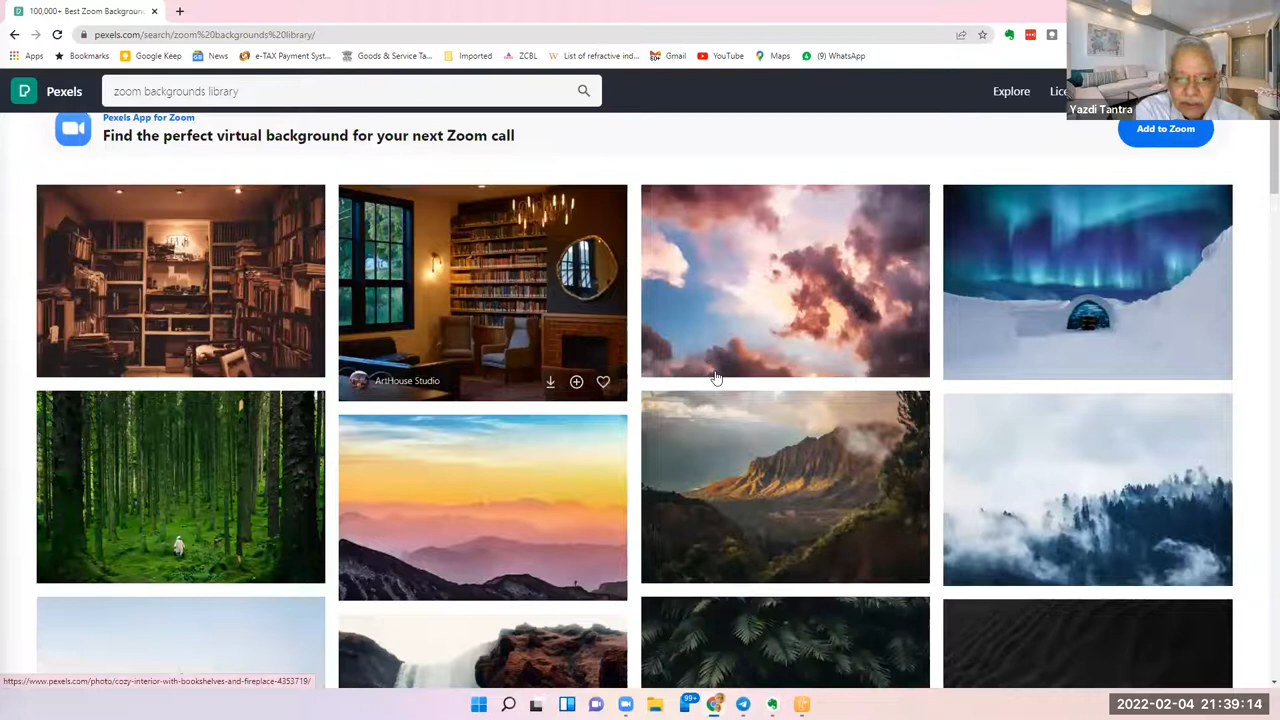 100,000+ Best Zoom Backgroun
pexels.com/search/zoom%20backgrounds%20library/
Apps Bookmarks Google Keep News e-TAX Payment Syst... Goods & Service Ta... Imported ZCBL List of refractive ind... Gmail YouTube Maps (9) WhatsApp
Pexels zoom backgrounds library Explore Lice
Yazdi Tantra
Pexels App for Zoom
Find the perfect virtual background for your next Zoom call
Add to Zoom
ArtHouse Studio
https://www.pexels.com/photo/cozy-interior-with-bookshelves-and-fireplace-4353719/
99+
2022-02-04 21:39:14